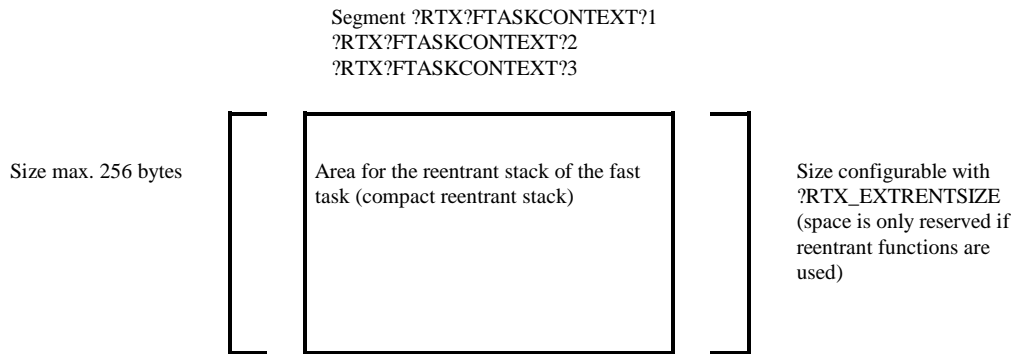 Segment ?RTX?FTASKCONTEXT?1
?RTX?FTASKCONTEXT?2
?RTX?FTASKCONTEXT?3
Size max. 256 bytes
Area for the reentrant stack of the fast
task (compact reentrant stack)
Size configurable with
?RTX_EXTRENTSIZE
(space is only reserved if
reentrant functions are
used)